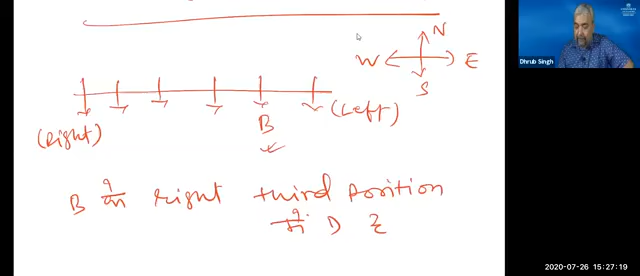 N
W E
S
Dhrub Singh
(Right) B (Left)
B के right third position
में D है
2020-07-26 15:27:19